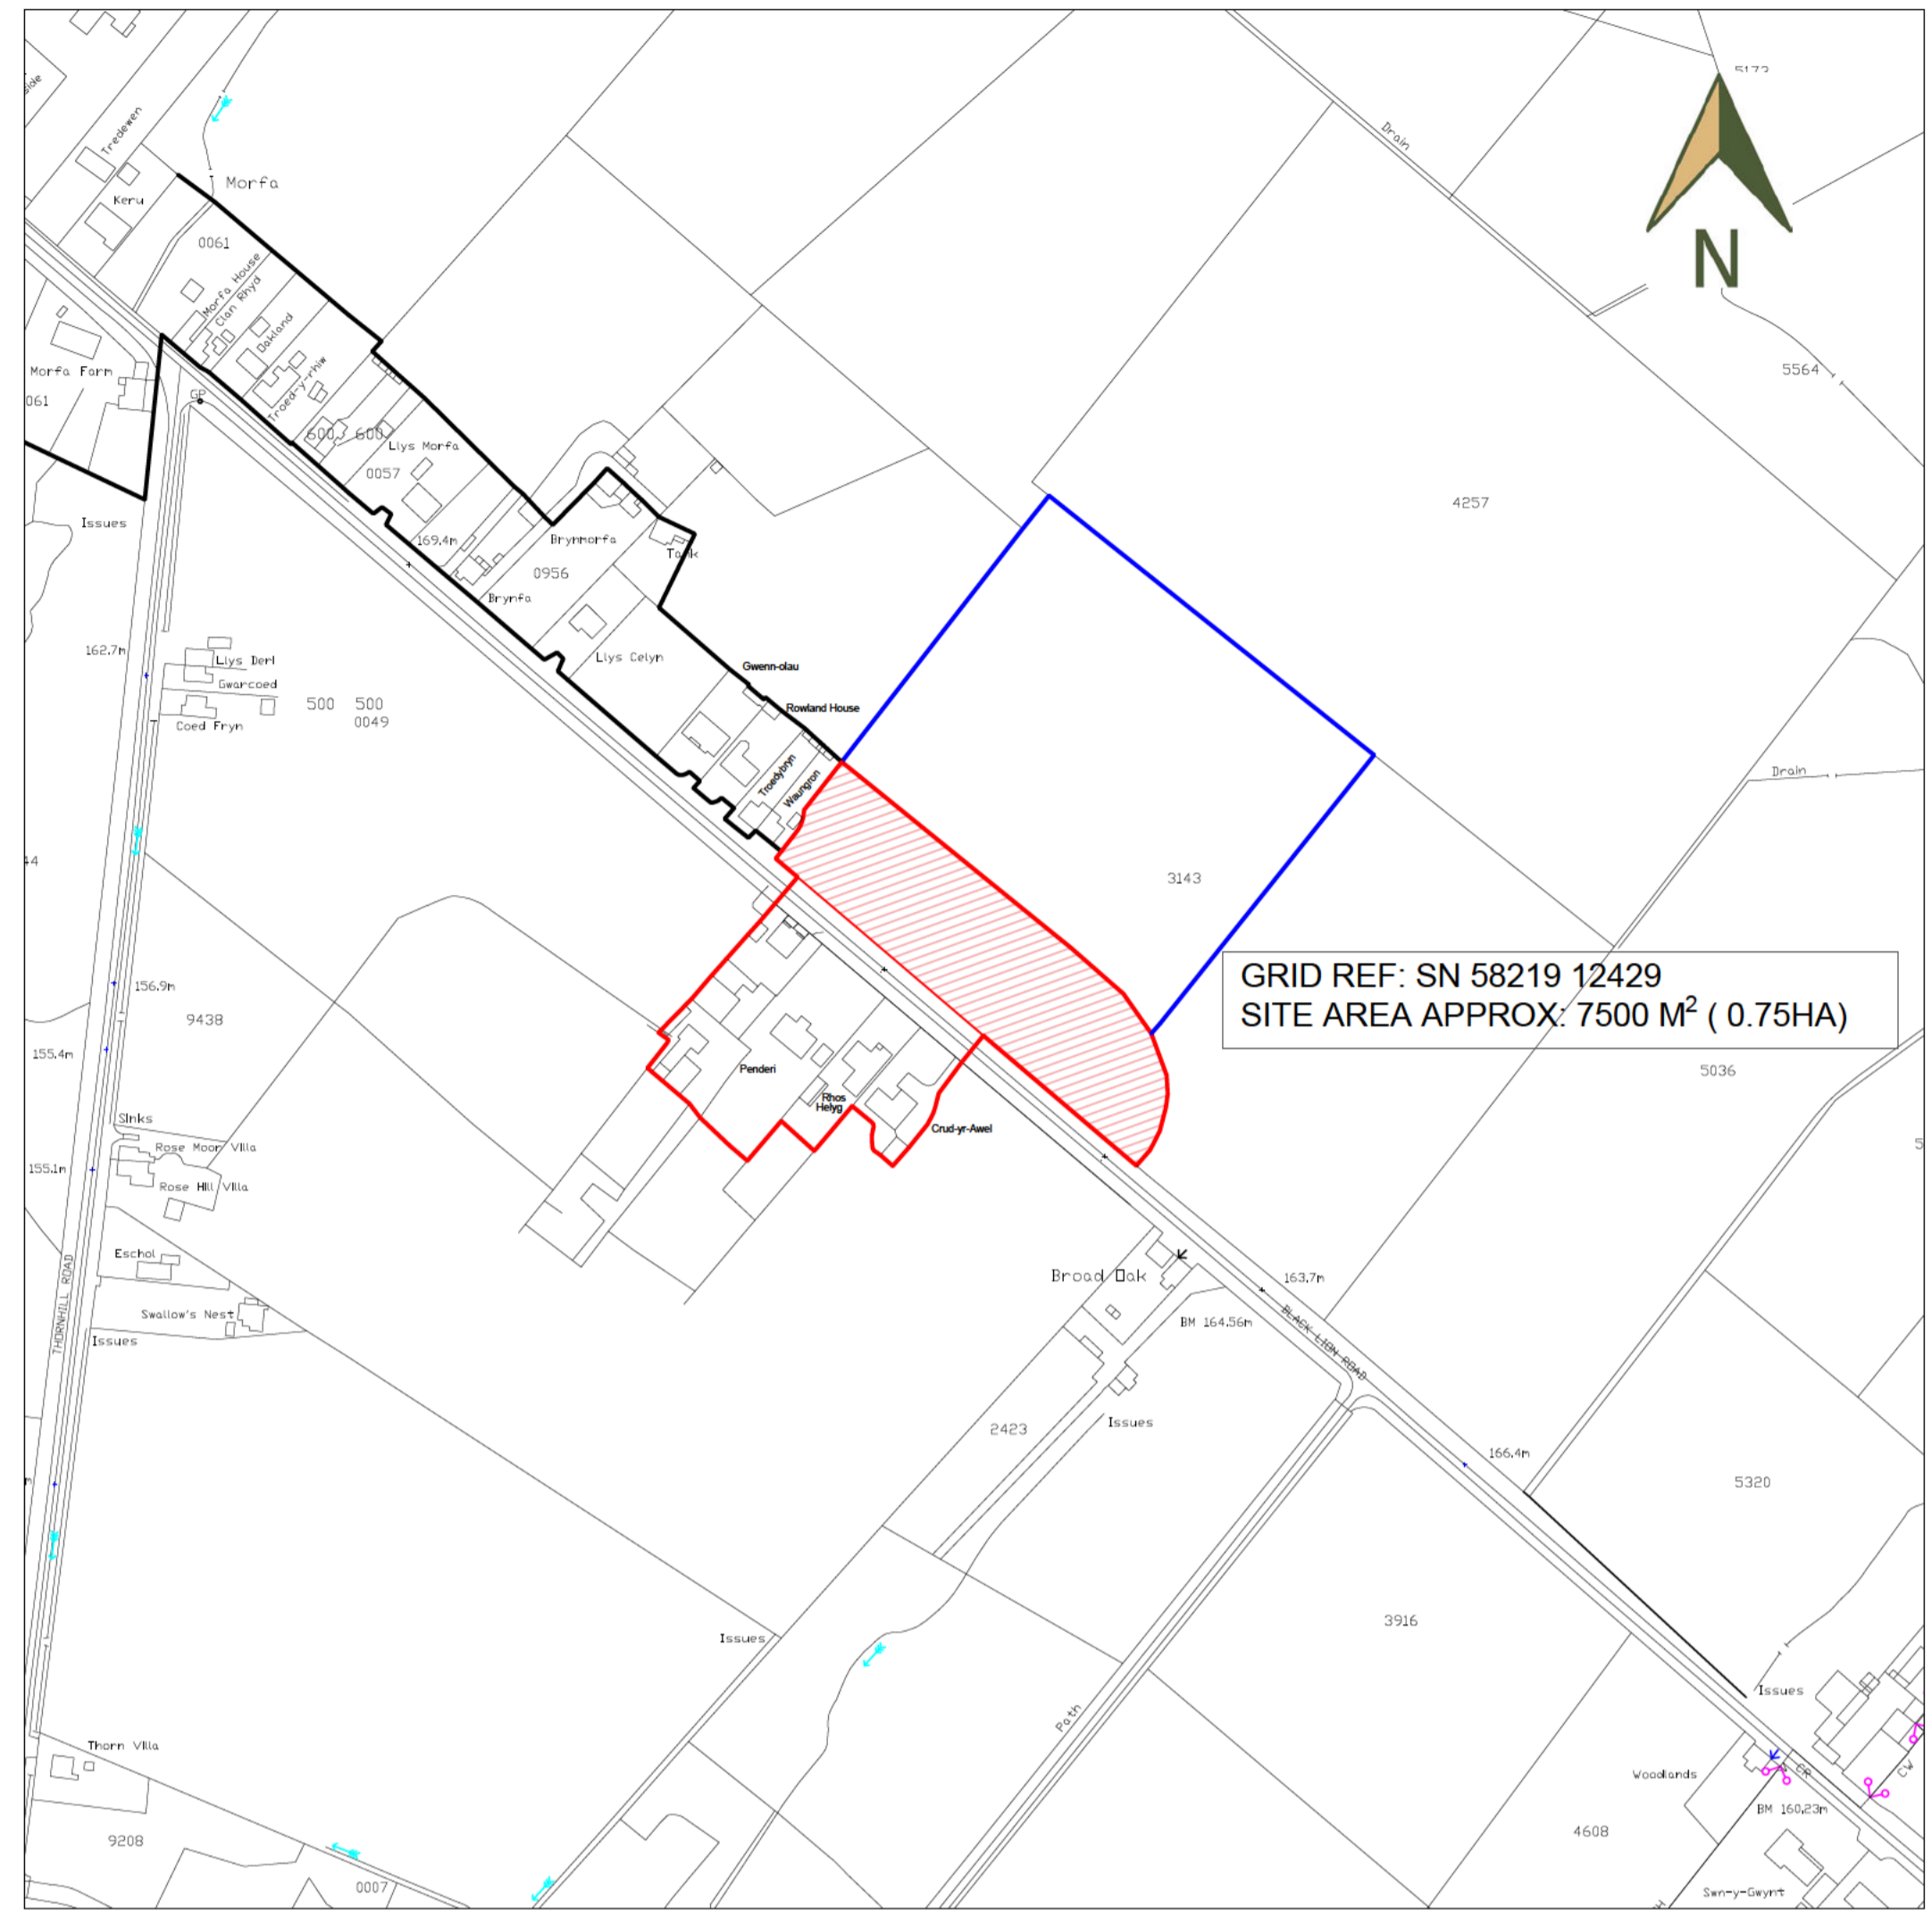 5172
Drain
Tredewen
Keru
Morfa
0061
N
Morfa House
Clan Rhyd
Oakland
Troed-y-rhiw
5564
Morfa Farm
061
GP
600 600
Llys Morfa
0057
4257
Issues
169.4m
Brynmorfa
Tank
0956
Brynfa
162.7m
Llys Derl
Llys Celyn
Gwenn-olau
Gwarcoed
500 500
0049
Coed Fryn
Rowland House
Troedybryn
Waungron
Drain
3143
GRID REF: SN 58219 12429
SITE AREA APPROX: 7500 M² ( 0.75HA)
156.9m
9438
155.4m
Penderi
5036
Rhos
Helyg
Crud-yr-Awel
Sinks
Rose Moor Villa
155.1m
Rose Hill Villa
THORNHILL ROAD
Eschol
Broad Oak
163.7m
Swallow's Nest
BM 164.56m
BLACK LION ROAD
Issues
2423
Issues
166.4m
5320
3916
Issues
Path
Issues
Thorn Villa
Woodlands
CR
CW
BM 160.23m
9208
4608
0007
Swn-y-Gwynt